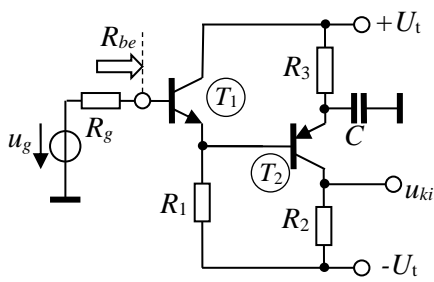 +U_t
R_be
R_3
T_1
R_g
C
u_g
T_2
R_1
u_ki
R_2
-U_t